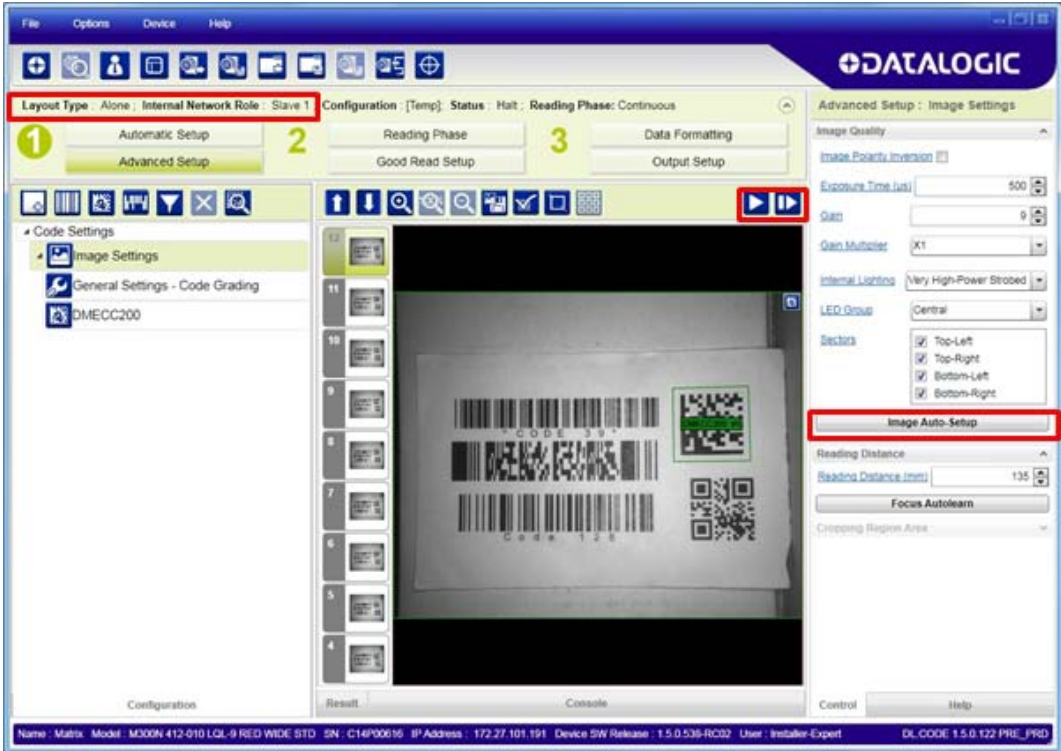 File Options Device Help
DATALOGIC
Layout Type : Alone ; Internal Network Role : Slave 1 ; Configuration : [Temp]; Status : Halt ; Reading Phase: Continuous
Advanced Setup : Image Settings
1 Automatic Setup
Advanced Setup
2 Reading Phase
Good Read Setup
3 Data Formatting
Output Setup
Code Settings
Image Settings
General Settings - Code Grading
DMECC200
Configuration
12
11
10
9
8
7
6
5
4
*CODE 39*
DMECC200 #6
Code 128
Result Console
Image Quality
Image Polarity Inversion
Exposure Time (us) 500
Gain 9
Gain Multiplier X1
Internal Lighting Very High-Power Strobed
LED Group Central
Sectors Top-Left
Top-Right
Bottom-Left
Bottom-Right
Image Auto-Setup
Reading Distance
Reading Distance (mm) 135
Focus Autolearn
Cropping Region Area
Control Help
Name : Matrix Model : M300N 412-010 LQL-9 RED WIDE STD SN : C14P00616 IP Address : 172.27.101.191 Device SW Release : 1.5.0.536-RC02 User : Installer-Expert DL.CODE 1.5.0.122 PRE_PRD